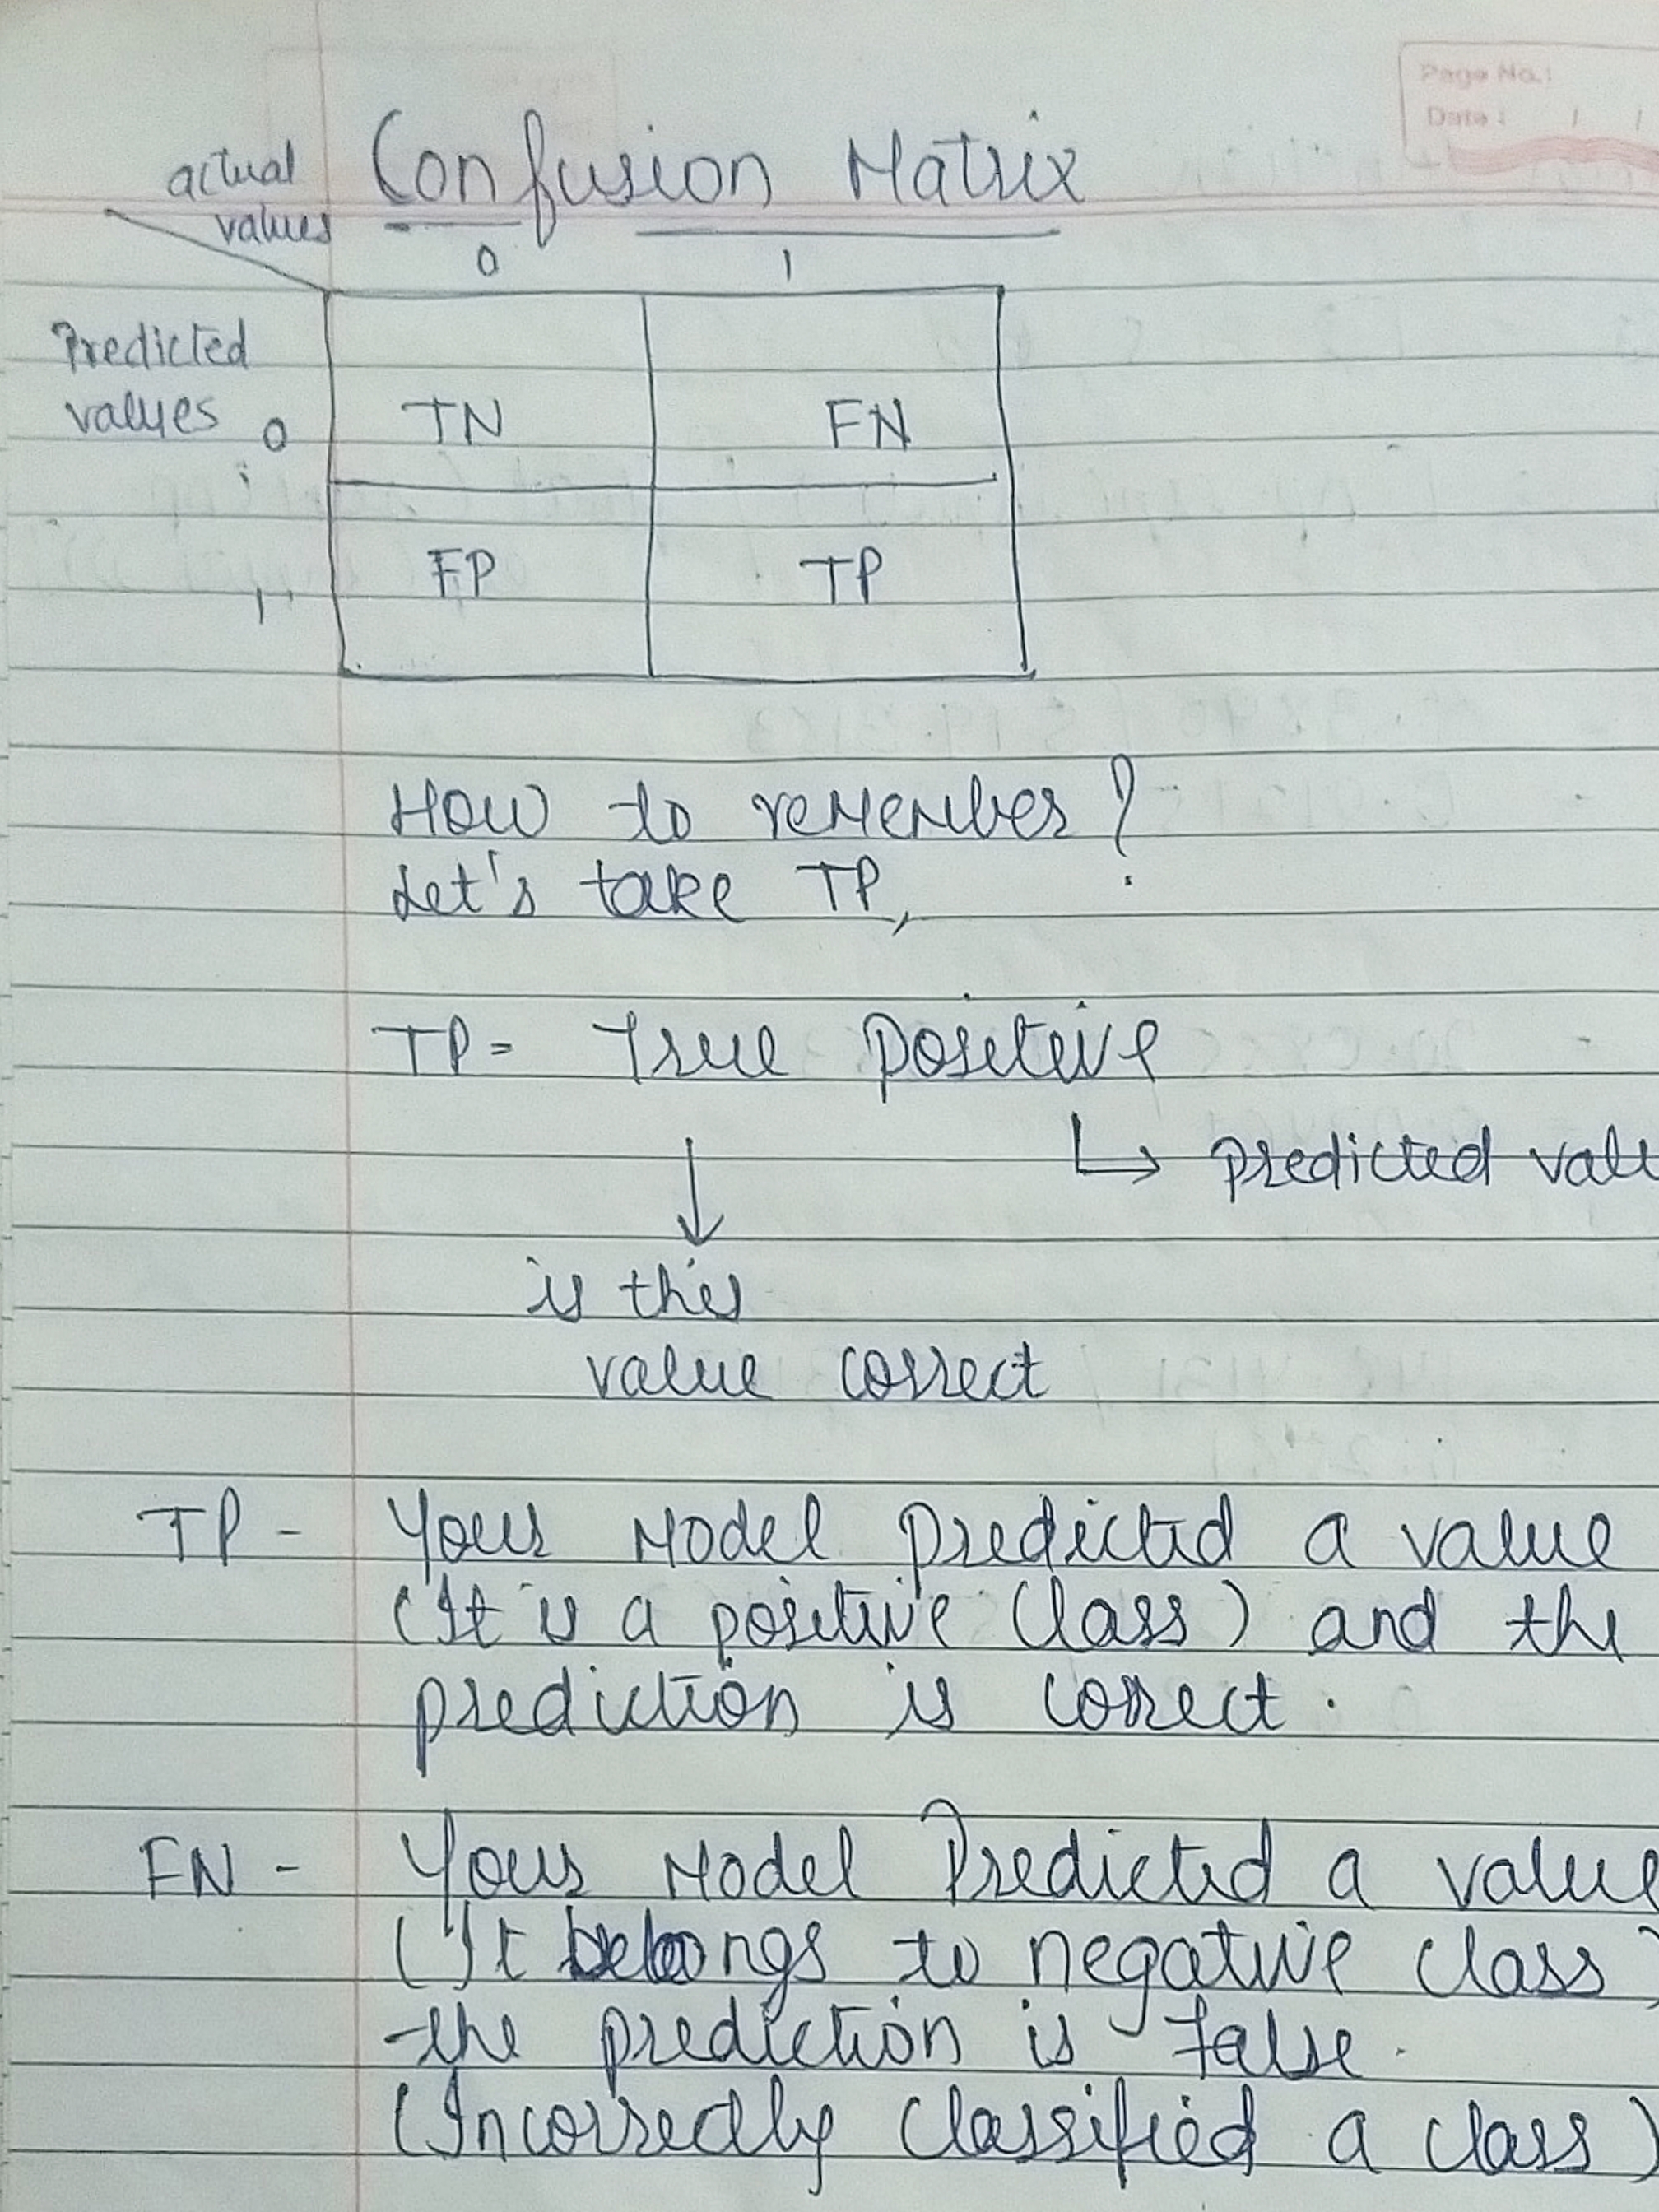 Page No.:
Date: / /
actual Confusion Matrix
values
0 1
Predicted
values 0 TN FN
1 FP TP
How to remember?
Let's take TP,
TP = True Positive
↳ predicted valu
↓
is this
value correct
TP - Your Model predicted a value
(It is a positive class) and the
prediction is correct.
FN - Your Model Predicted a value
(It belongs to negative class)
the prediction is false.
(Incorrectly classified a class)